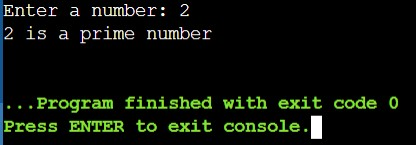 Enter a number: 2
2 is a prime number
...Program finished with exit code 0
Press ENTER to exit console.